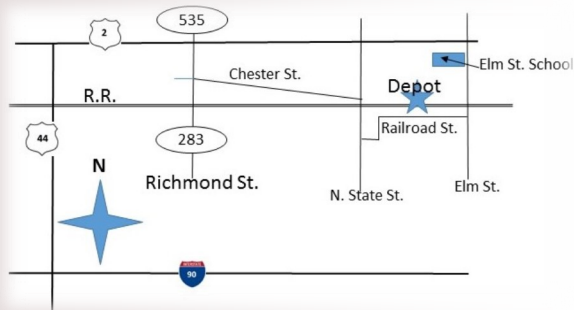 535
2
Elm St. School
Chester St.
Depot
R.R.
Railroad St.
44
283
N
Richmond St.
Elm St.
N. State St.
INTERSTATE
90